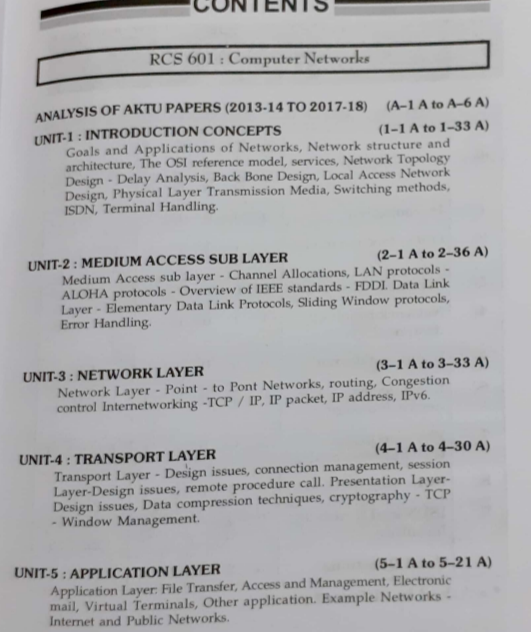 CONTENTS
RCS 601 : Computer Networks
ANALYSIS OF AKTU PAPERS (2013-14 TO 2017-18) (A–1 A to A–6 A)
UNIT-1 : INTRODUCTION CONCEPTS (1–1 A to 1–33 A)
Goals and Applications of Networks, Network structure and
architecture, The OSI reference model, services, Network Topology
Design - Delay Analysis, Back Bone Design, Local Access Network
Design, Physical Layer Transmission Media, Switching methods,
ISDN, Terminal Handling.
UNIT-2 : MEDIUM ACCESS SUB LAYER (2–1 A to 2–36 A)
Medium Access sub layer - Channel Allocations, LAN protocols -
ALOHA protocols - Overview of IEEE standards - FDDI. Data Link
Layer - Elementary Data Link Protocols, Sliding Window protocols,
Error Handling.
UNIT-3 : NETWORK LAYER (3–1 A to 3–33 A)
Network Layer - Point - to Pont Networks, routing, Congestion
control Internetworking -TCP / IP, IP packet, IP address, IPv6.
UNIT-4 : TRANSPORT LAYER (4–1 A to 4–30 A)
Transport Layer - Design issues, connection management, session
Layer-Design issues, remote procedure call. Presentation Layer-
Design issues, Data compression techniques, cryptography - TCP
- Window Management.
UNIT-5 : APPLICATION LAYER (5–1 A to 5–21 A)
Application Layer: File Transfer, Access and Management, Electronic
mail, Virtual Terminals, Other application. Example Networks -
Internet and Public Networks.